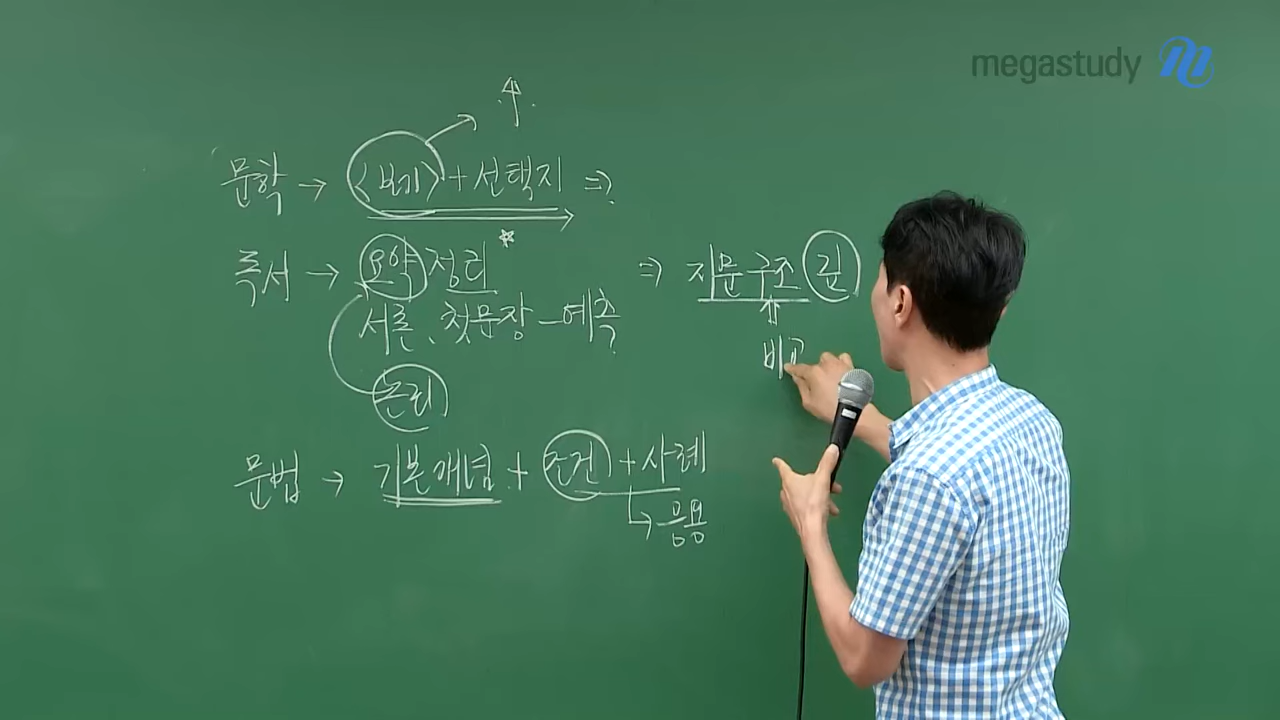 megastudy
문학 → 〈보기〉 + 선택지 ⇒
독서 → 요약 정리 ⇒ 지문 구조
서론, 첫문장 - 예측
비교
논리
문법 → 기본개념 + 조건 + 사례
→ 응용